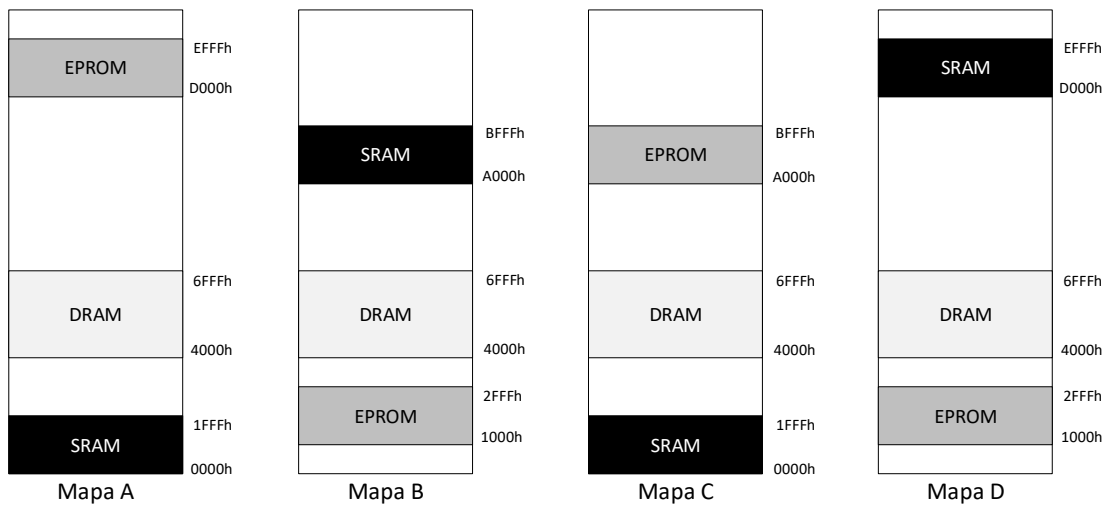 EFFFh
EPROM
D000h
6FFFh
DRAM
4000h
1FFFh
SRAM
0000h
Mapa A
BFFFh
SRAM
A000h
6FFFh
DRAM
4000h
2FFFh
EPROM
1000h
Mapa B
BFFFh
EPROM
A000h
6FFFh
DRAM
4000h
1FFFh
SRAM
0000h
Mapa C
EFFFh
SRAM
D000h
6FFFh
DRAM
4000h
2FFFh
EPROM
1000h
Mapa D